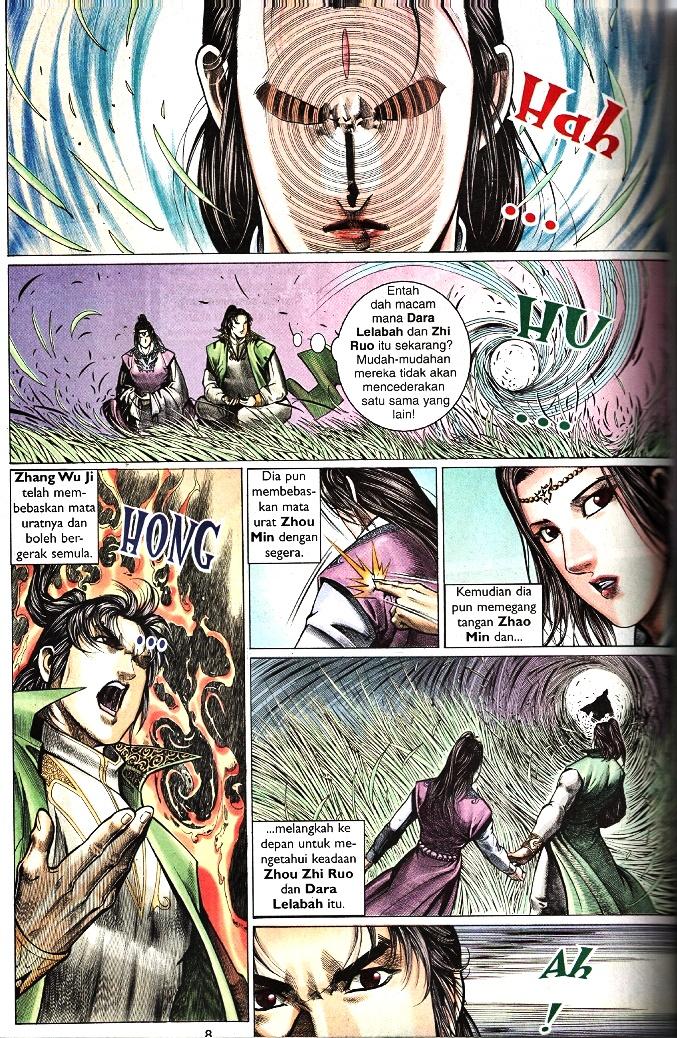 Hah
...
Entah
dah macam
mana Dara
Lelabah dan Zhi
Ruo itu sekarang?
Mudah-mudahan
mereka tidak akan
mencederakan
satu sama yang
lain!
HU
...
Zhang Wu Ji
telah mem-
bebaskan mata
uratnya dan
boleh ber-
gerak semula.
HONG
...
Dia pun
membebas-
kan mata
urat Zhou
Min dengan
segera.
Kemudian dia
pun memegang
tangan Zhao
Min dan...
...melangkah ke
depan untuk me-
ngetahui keadaan
Zhou Zhi Ruo
dan Dara
Lelabah itu.
Ah
!
8